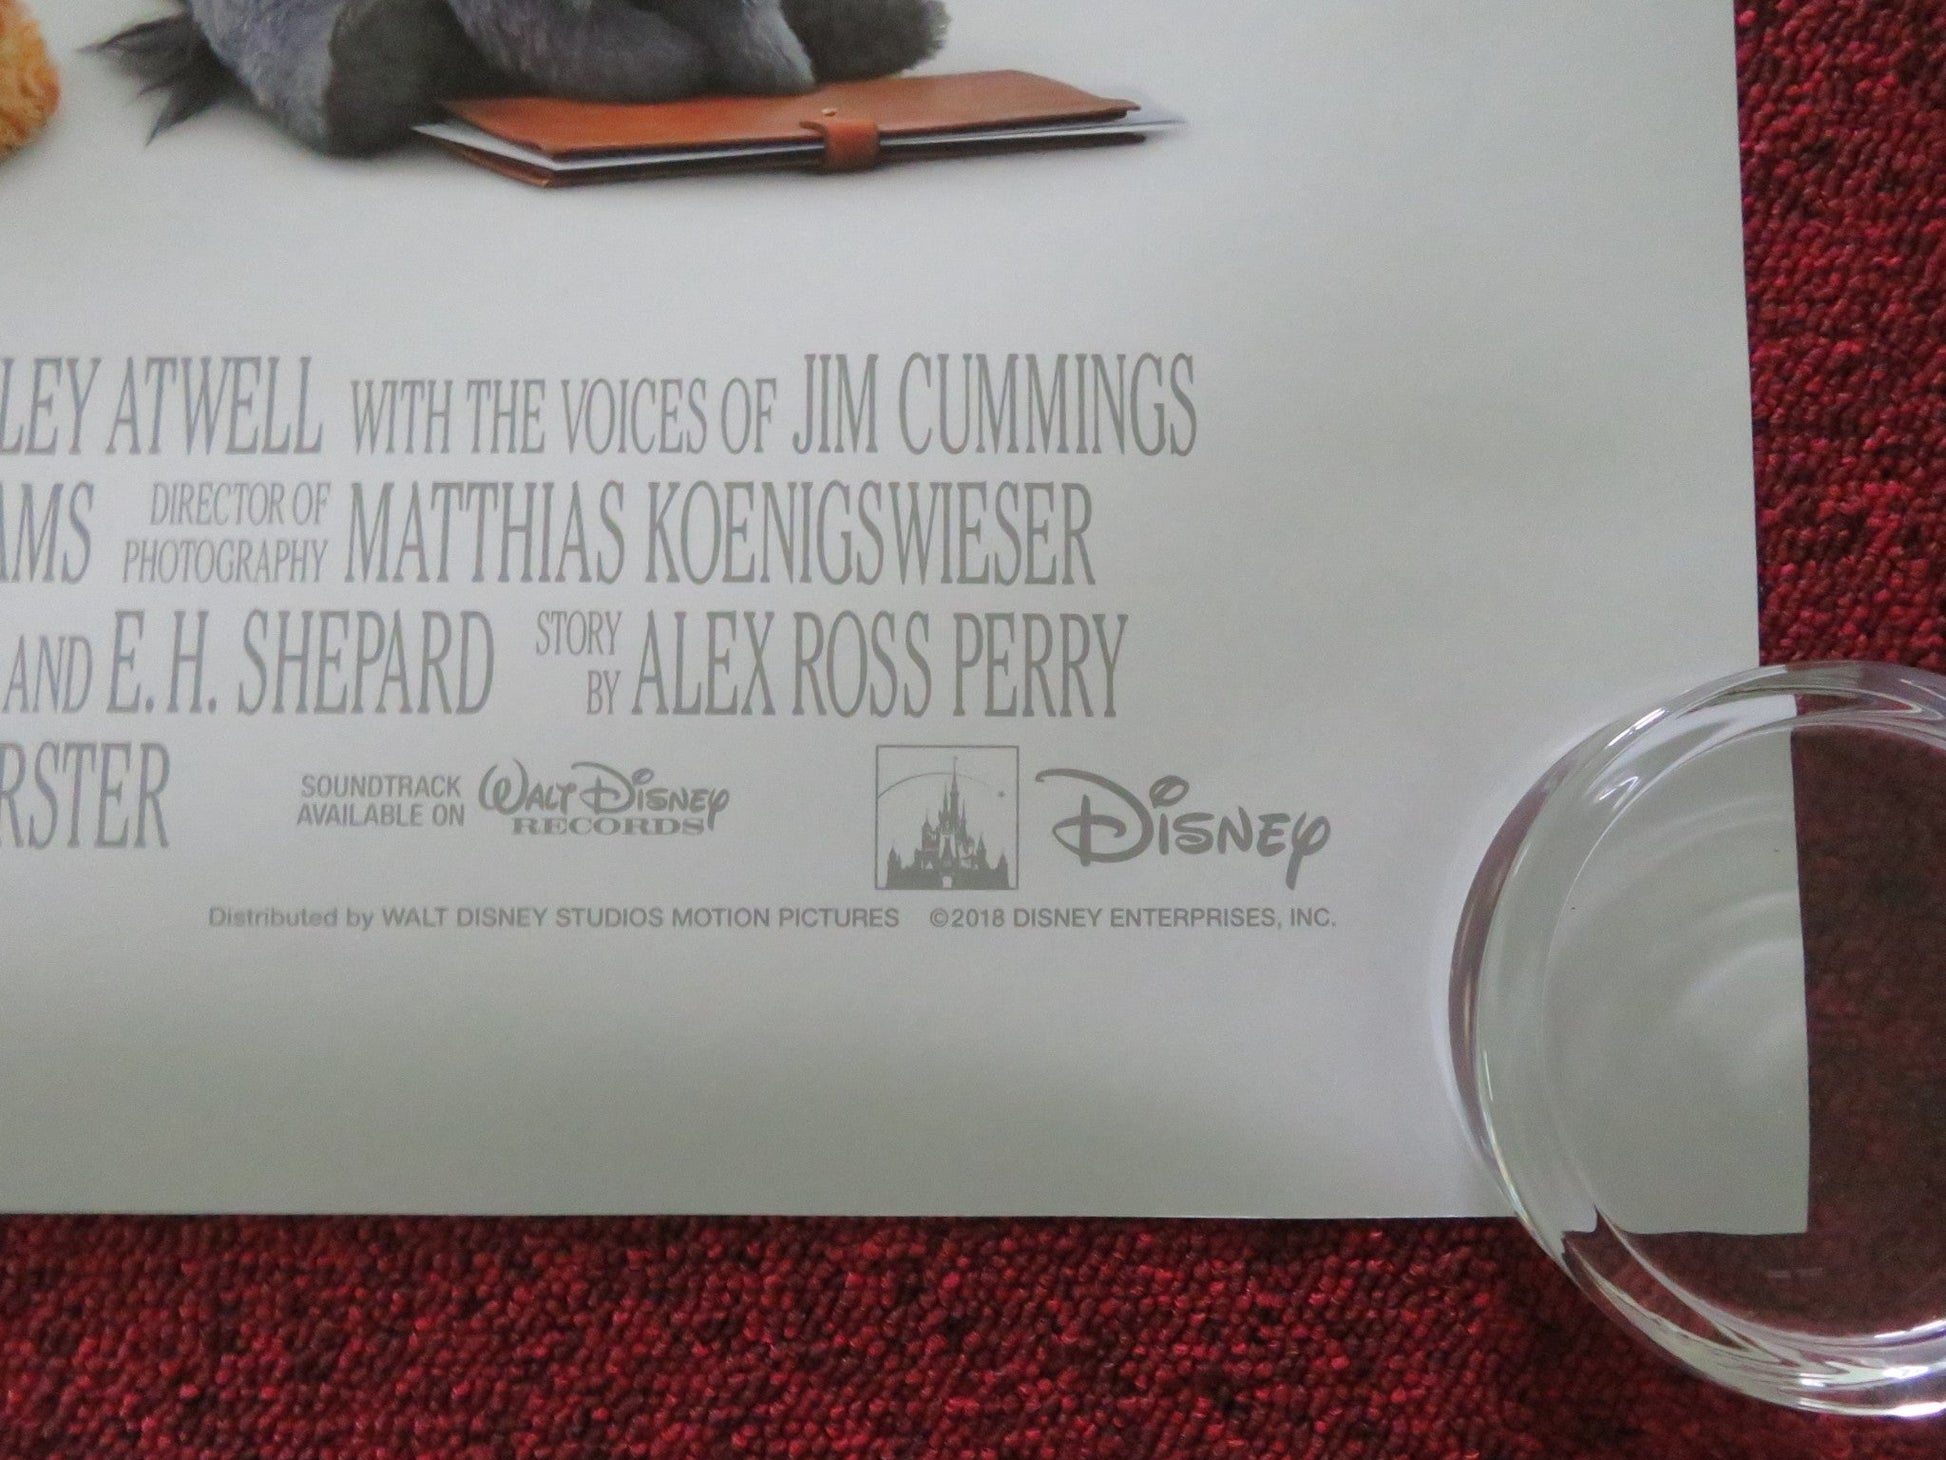 LEY ATWELL WITH THE VOICES OF JIM CUMMINGS
AMS DIRECTOR OF PHOTOGRAPHY MATTHIAS KOENIGSWIESER
AND E. H. SHEPARD STORY BY ALEX ROSS PERRY
RSTER SOUNDTRACK AVAILABLE ON WALT DISNEY RECORDS DISNEY
Distributed by WALT DISNEY STUDIOS MOTION PICTURES ©2018 DISNEY ENTERPRISES, INC.